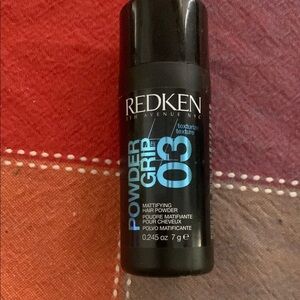 REDKEN
5TH AVENUE NYC
texturize
texture
POWDER
GRIP
03
MATTIFYING
HAIR POWDER
POUDRE MATIFIANTE
POUR CHEVEUX
POLVO MATIFICANTE
0.245 oz 7 g e